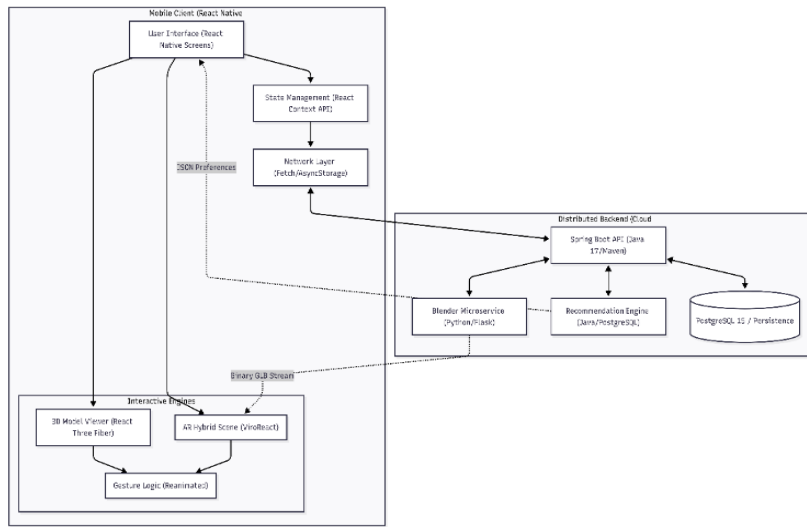 Mobile Client (React Native
User Interface (React
Native Screens)
State Management (React
Context API)
JSON Preferences
Network Layer
(Fetch/AsyncStorage)
Distributed Backend (Cloud
Spring Boot API (Java
17/Maven)
Blender Microservice
(Python/Flask)
Recommendation Engine
(Java/PostgreSQL)
PostgreSQL 15 / Persistence
Binary GLB Stream
Interactive Engines
3D Model Viewer (React
Three Fiber)
AR Hybrid Scene (ViroReact)
Gesture Logic (Reanimated)